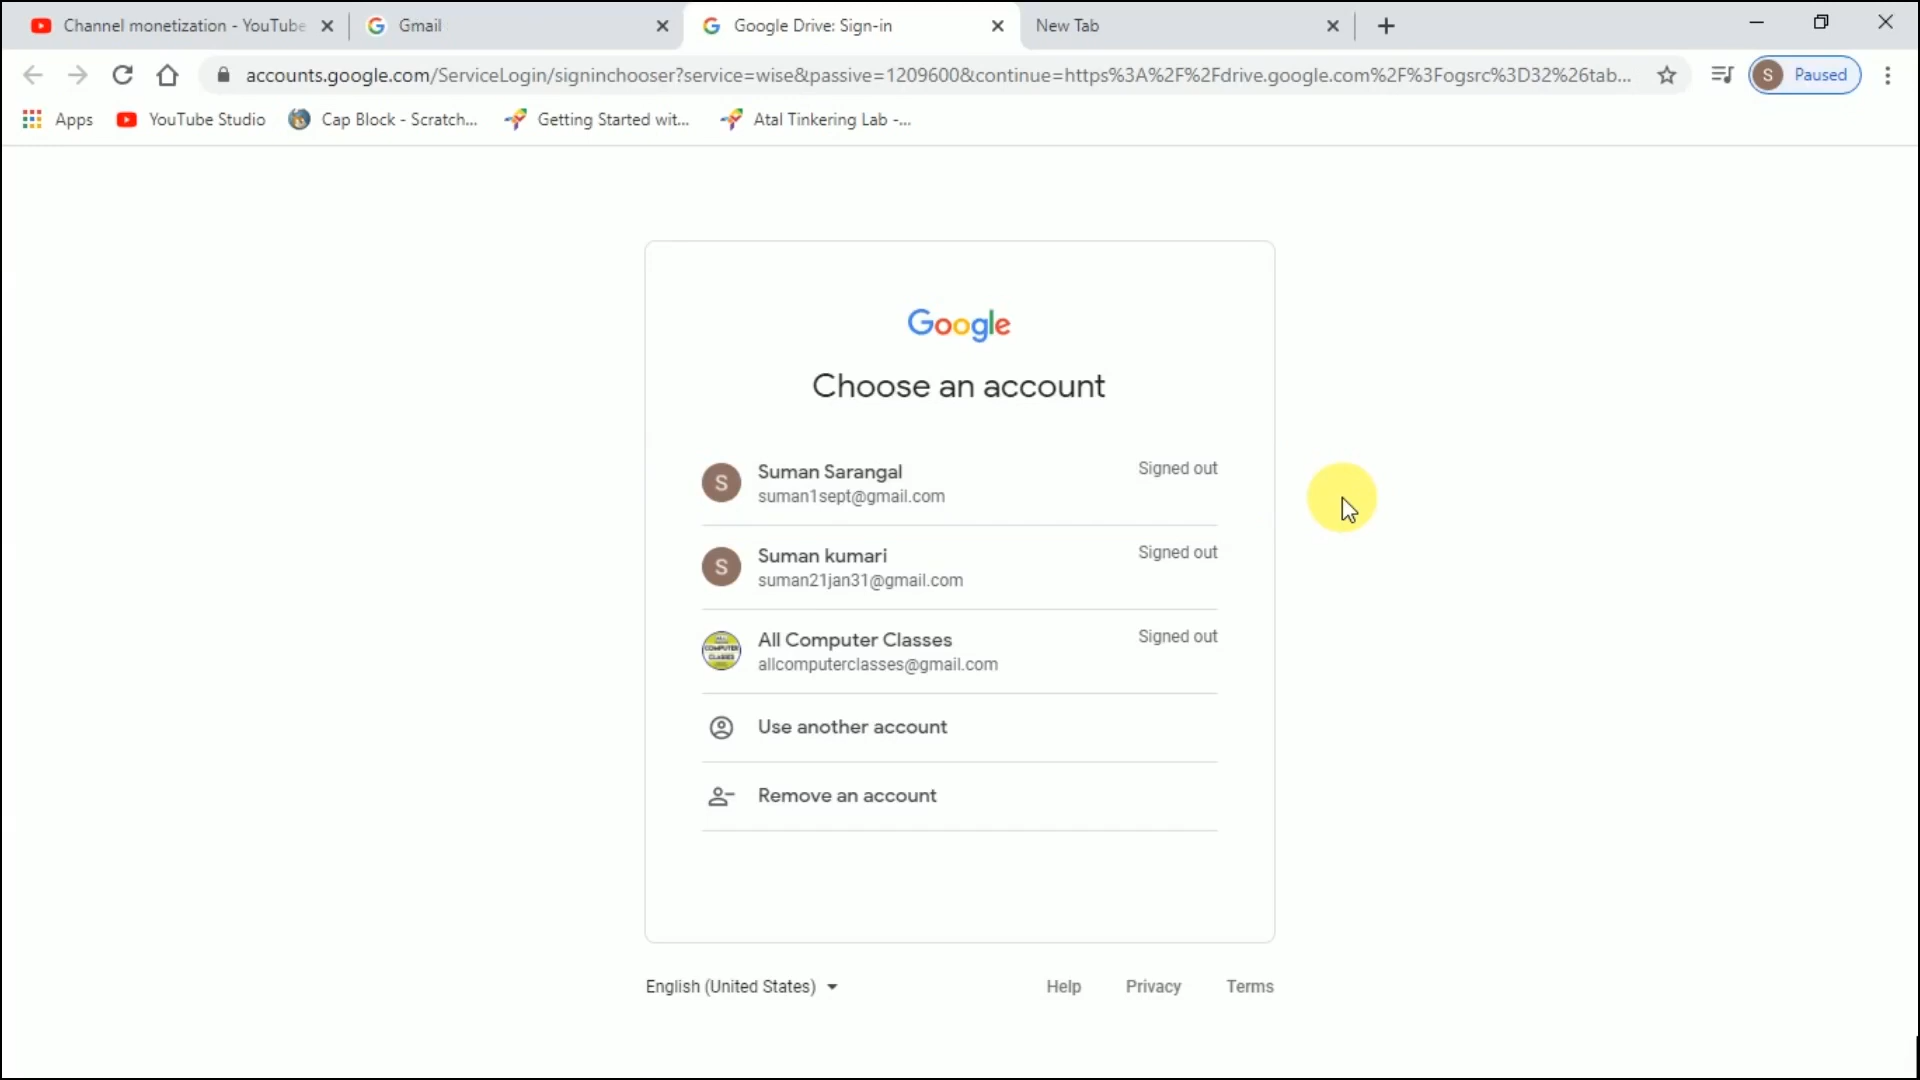 Channel monetization - YouTube
Gmail
Google Drive: Sign-in
New Tab
accounts.google.com/ServiceLogin/signinchooser?service=wise&passive=1209600&continue=https%3A%2F%2Fdrive.google.com%2F%3Fogsrc%3D32%26tab...
S Paused
Apps
YouTube Studio
Cap Block - Scratch...
Getting Started wit...
Atal Tinkering Lab -...
Google
Choose an account
S
Suman Sarangal
Signed out
suman1sept@gmail.com
S
Suman kumari
Signed out
suman21jan31@gmail.com
COMPUTER
CLASSES
All Computer Classes
Signed out
allcomputerclasses@gmail.com
Use another account
Remove an account
English (United States)
Help
Privacy
Terms